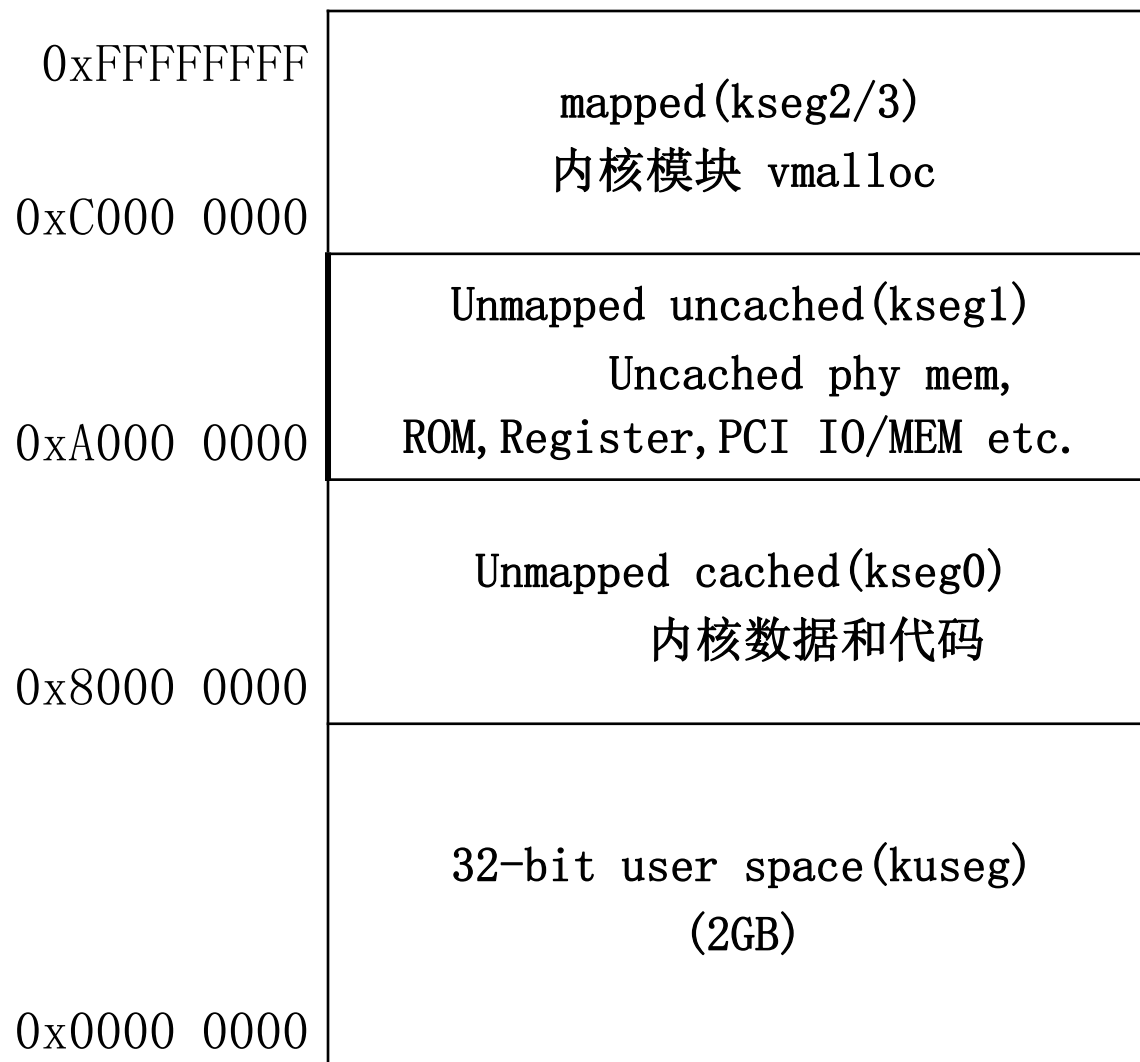 0xFFFFFFFF
mapped(kseg2/3)
内核模块 vmalloc
0xC000 0000
Unmapped uncached(kseg1)
Uncached phy mem,
ROM,Register,PCI IO/MEM etc.
0xA000 0000
Unmapped cached(kseg0)
内核数据和代码
0x8000 0000
32-bit user space(kuseg)
(2GB)
0x0000 0000